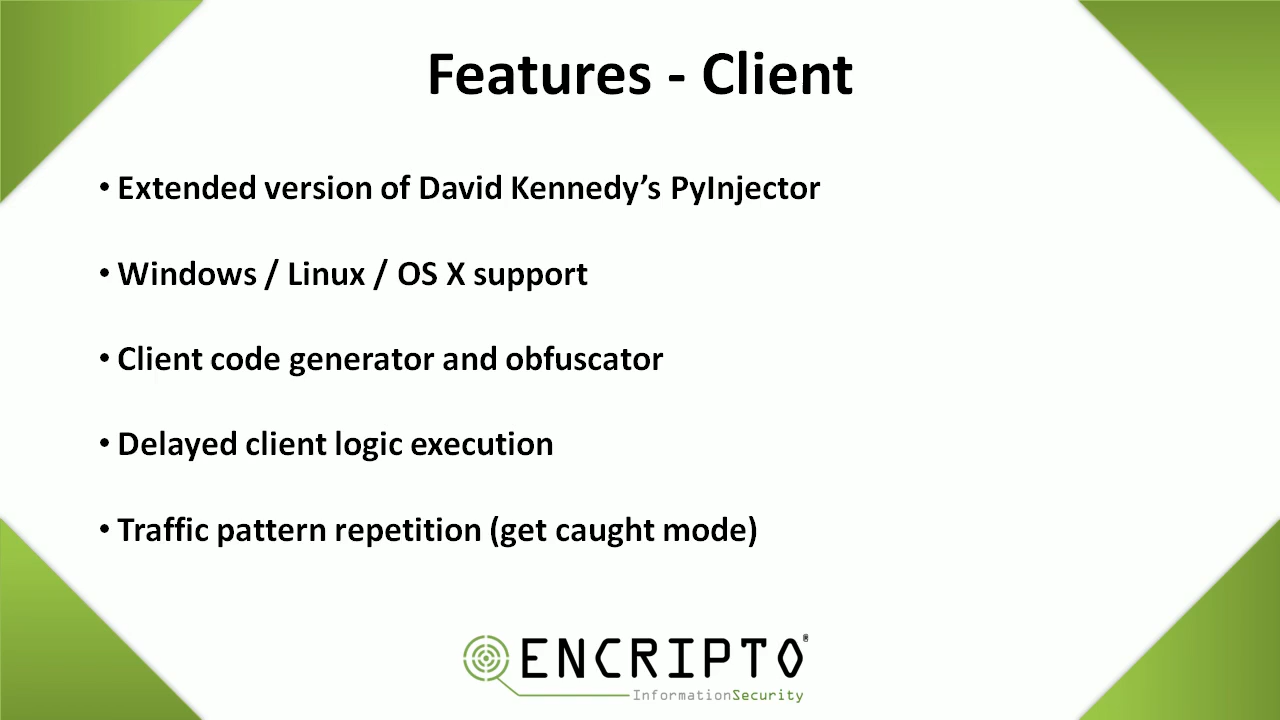 Features - Client
• Extended version of David Kennedy’s PyInjector
• Windows / Linux / OS X support
• Client code generator and obfuscator
• Delayed client logic execution
• Traffic pattern repetition (get caught mode)
ENCRIPTO®
InformationSecurity